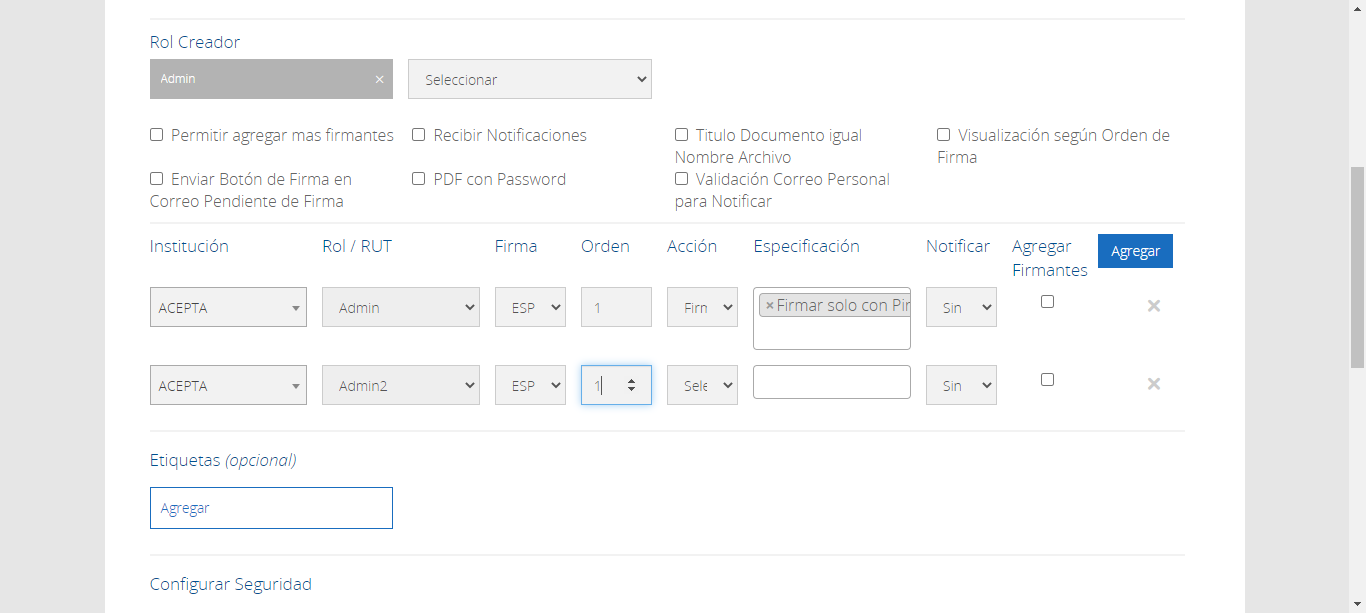 Rol Creador
Admin ×
Seleccionar
Permitir agregar mas firmantes
Recibir Notificaciones
Titulo Documento igual
Nombre Archivo
Visualización según Orden de
Firma
Enviar Botón de Firma en
Correo Pendiente de Firma
PDF con Password
Validación Correo Personal
para Notificar
Institución Rol / RUT Firma Orden Acción Especificación Notificar Agregar
Firmantes
Agregar
ACEPTA Admin ESP 1 Firm ×Firmar solo con Pin Sin ×
ACEPTA Admin2 ESP 1 Sele Sin ×
Etiquetas (opcional)
Agregar
Configurar Seguridad